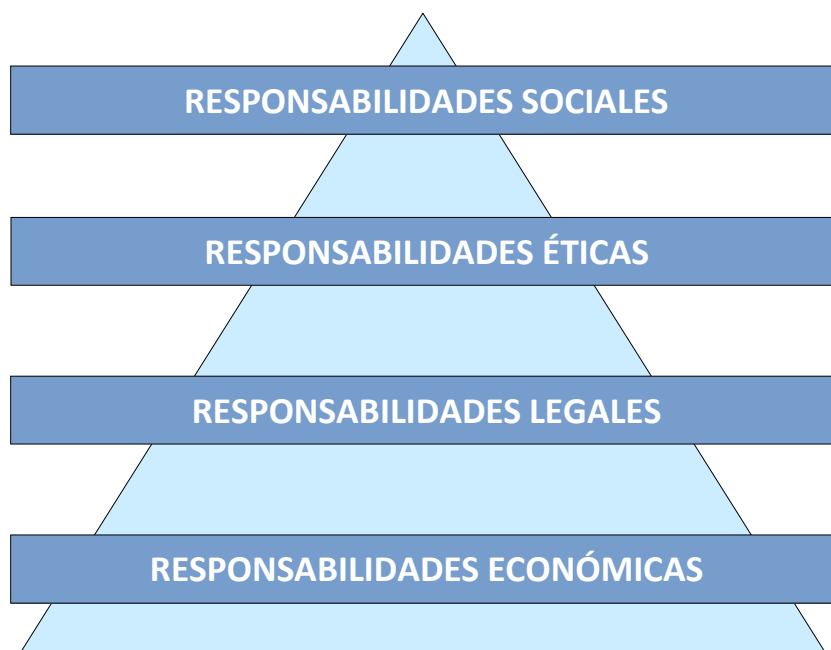 RESPONSABILIDADES SOCIALES
RESPONSABILIDADES ÉTICAS
RESPONSABILIDADES LEGALES
RESPONSABILIDADES ECONÓMICAS